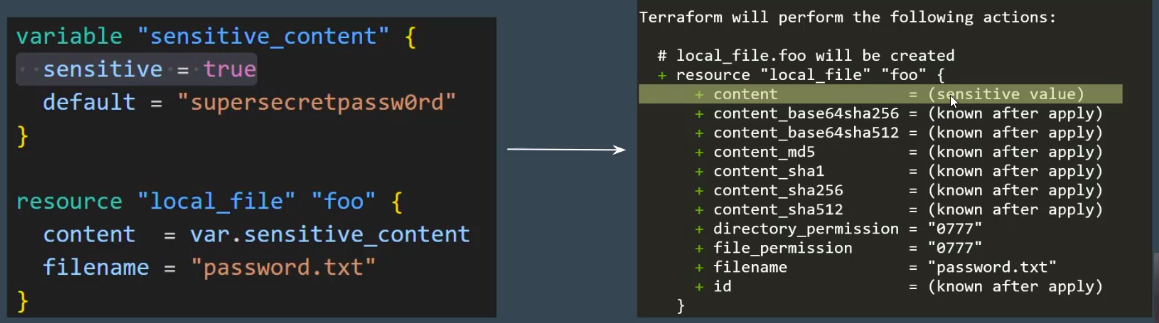 variable "sensitive_content" {
  sensitive = true
  default = "supersecretpassw0rd"
}
resource "local_file" "foo" {
  content  = var.sensitive_content
  filename = "password.txt"
}
Terraform will perform the following actions:
  # local_file.foo will be created
  + resource "local_file" "foo" {
      + content              = (sensitive value)
      + content_base64sha256 = (known after apply)
      + content_base64sha512 = (known after apply)
      + content_md5          = (known after apply)
      + content_sha1         = (known after apply)
      + content_sha256       = (known after apply)
      + content_sha512       = (known after apply)
      + directory_permission = "0777"
      + file_permission      = "0777"
      + filename             = "password.txt"
      + id                   = (known after apply)
    }